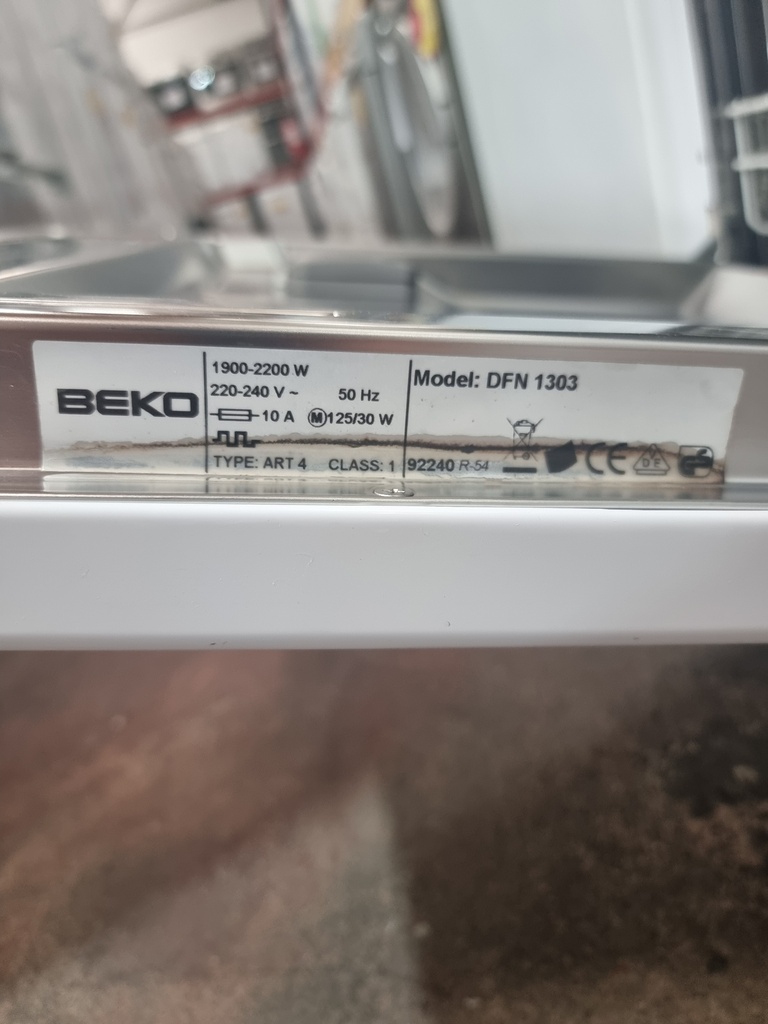 BEKO
1900-2200 W
220-240 V ~ 50 Hz
10 A M 125/30 W
TYPE: ART 4 CLASS: 1
Model: DFN 1303
92240 R-54
CE
DE